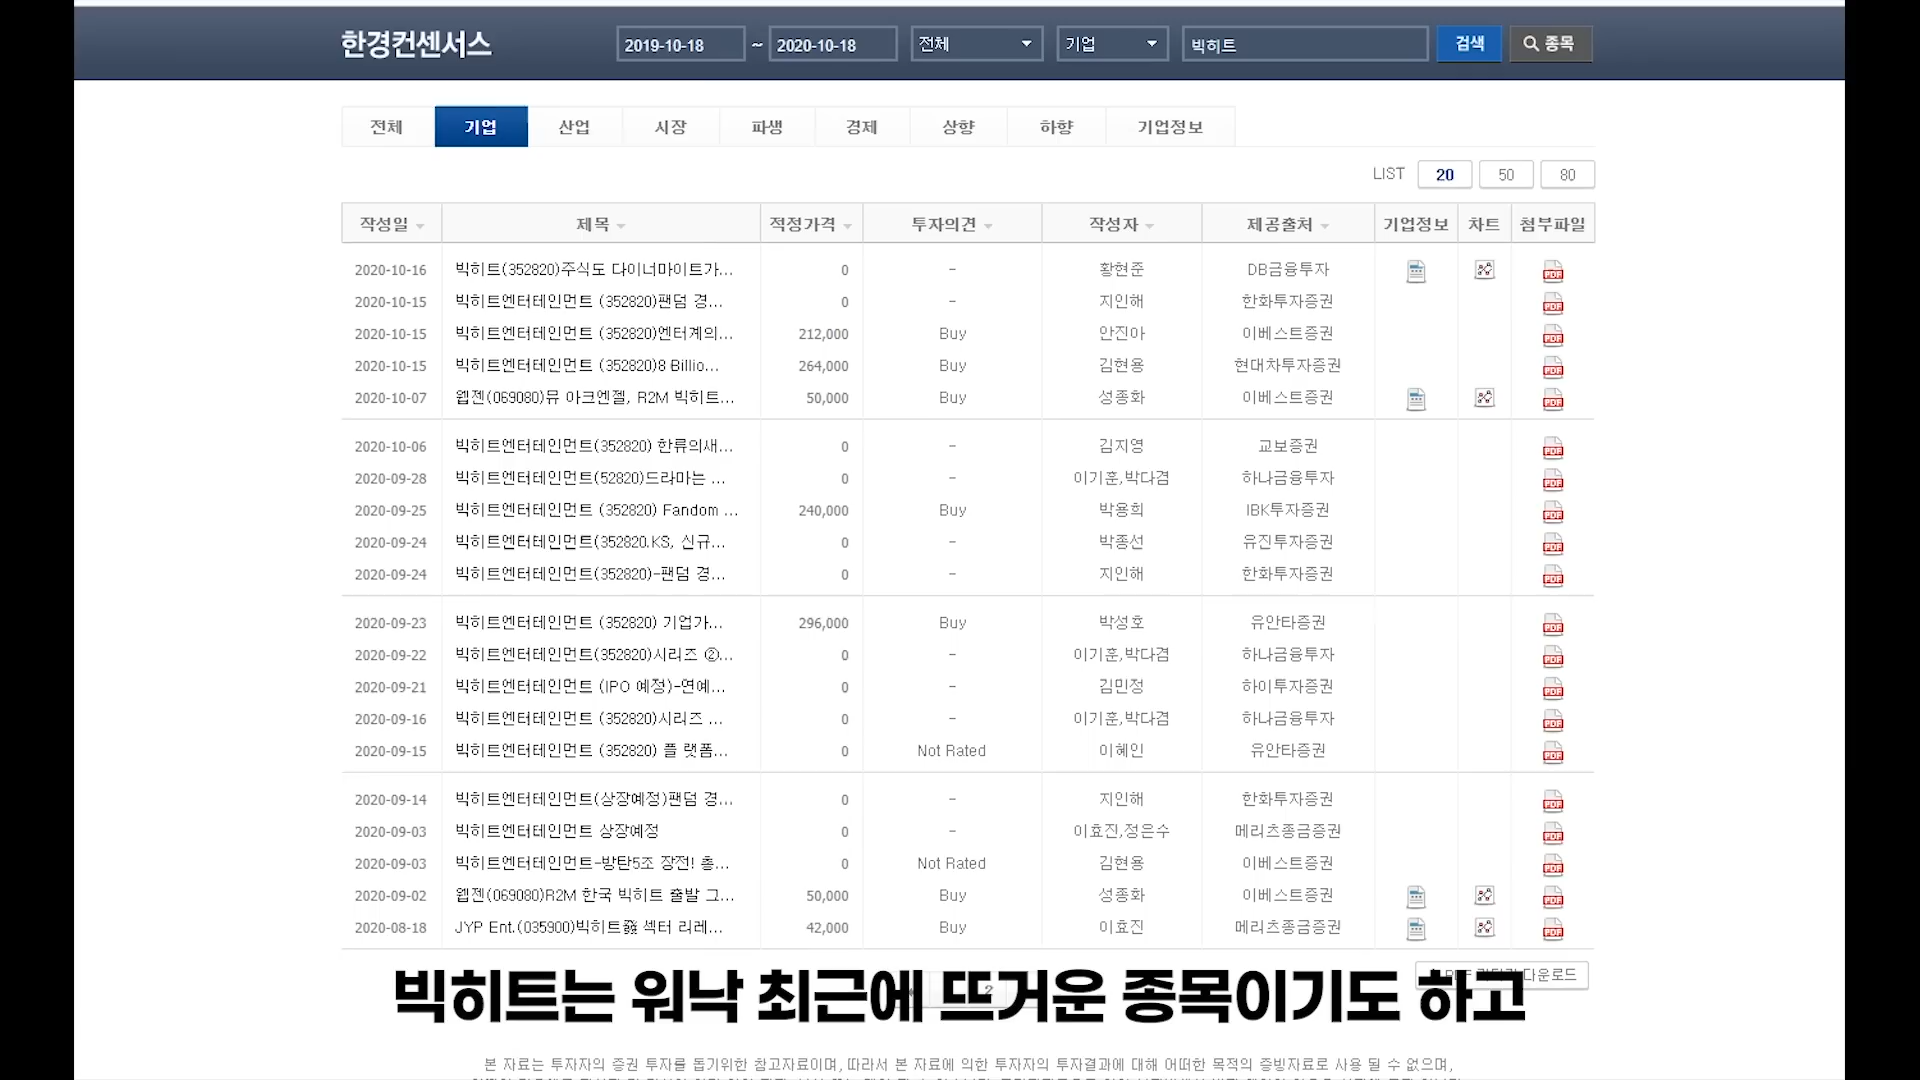 한경컨센서스 2019-10-18 ~ 2020-10-18 전체 기업 빅히트 검색 종목
전체 기업 산업 시장 파생 경제 상향 하향 기업정보
LIST 20 50 80
작성일 제목 적정가격 투자의견 작성자 제공출처 기업정보 차트 첨부파일
2020-10-16 빅히트(352820)주식도 다이너마이트가... 0 - 황현준 DB금융투자 PDF
2020-10-15 빅히트엔터테인먼트 (352820)팬덤 경... 0 - 지인해 한화투자증권 PDF
2020-10-15 빅히트엔터테인먼트 (352820)엔터계의... 212,000 Buy 안진아 이베스트증권 PDF
2020-10-15 빅히트엔터테인먼트 (352820)8 Billio... 264,000 Buy 김현용 현대차투자증권 PDF
2020-10-07 웹젠(069080)뮤 아크엔젤, R2M 빅히트... 50,000 Buy 성종화 이베스트증권 PDF
2020-10-06 빅히트엔터테인먼트(352820) 한류의새... 0 - 김지영 교보증권 PDF
2020-09-28 빅히트엔터테인먼트(52820)드라마는 ... 0 - 이기훈,박다겸 하나금융투자 PDF
2020-09-25 빅히트엔터테인먼트 (352820) Fandom ... 240,000 Buy 박용희 IBK투자증권 PDF
2020-09-24 빅히트엔터테인먼트(352820.KS, 신규... 0 - 박종선 유진투자증권 PDF
2020-09-24 빅히트엔터테인먼트(352820)-팬덤 경... 0 - 지인해 한화투자증권 PDF
2020-09-23 빅히트엔터테인먼트 (352820) 기업가... 296,000 Buy 박성호 유안타증권 PDF
2020-09-22 빅히트엔터테인먼트(352820)시리즈 ②... 0 - 이기훈,박다겸 하나금융투자 PDF
2020-09-21 빅히트엔터테인먼트 (IPO 예정)-연예... 0 - 김민정 하이투자증권 PDF
2020-09-16 빅히트엔터테인먼트 (352820)시리즈 ... 0 - 이기훈,박다겸 하나금융투자 PDF
2020-09-15 빅히트엔터테인먼트 (352820) 플 랫폼... 0 Not Rated 이혜인 유안타증권 PDF
2020-09-14 빅히트엔터테인먼트(상장예정)팬덤 경... 0 - 지인해 한화투자증권 PDF
2020-09-03 빅히트엔터테인먼트 상장예정 0 - 이효진,정은수 메리츠종금증권 PDF
2020-09-03 빅히트엔터테인먼트-방탄5조 장전! 총... 0 Not Rated 김현용 이베스트증권 PDF
2020-09-02 웹젠(069080)R2M 한국 빅히트 출발 그... 50,000 Buy 성종화 이베스트증권 PDF
2020-08-18 JYP Ent.(035900)빅히트發 섹터 리레... 42,000 Buy 이효진 메리츠종금증권 PDF
다운로드
2
빅히트는 워낙 최근에 뜨거운 종목이기도 하고
본 자료는 투자자의 증권 투자를 돕기위한 참고자료이며, 따라서 본 자료에 의한 투자자의 투자결과에 대해 어떠한 목적의 증빙자료로 사용 될 수 없으며,